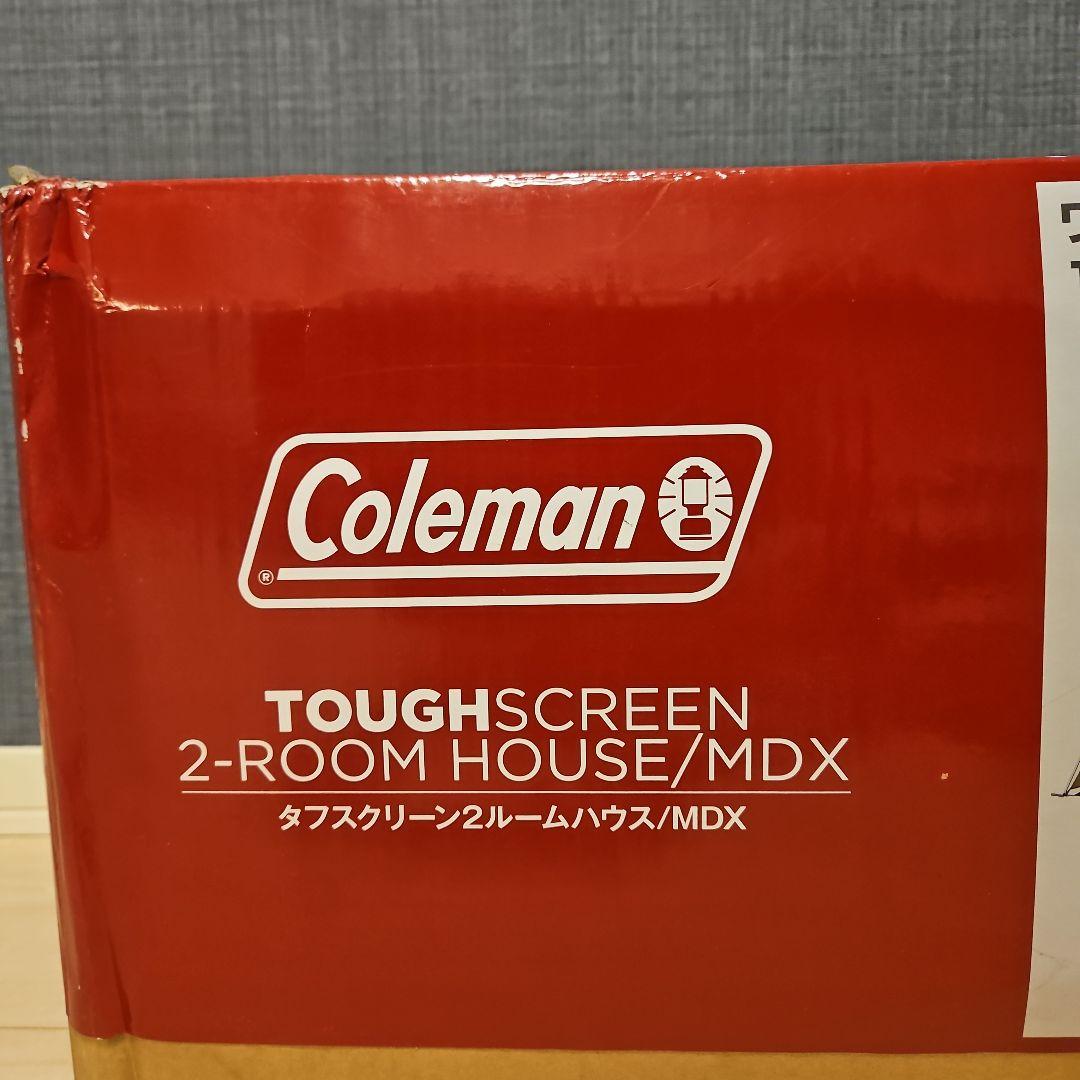 Coleman
®
TOUGHSCREEN
2-ROOM HOUSE/MDX
タフスクリーン2ルームハウス/MDX